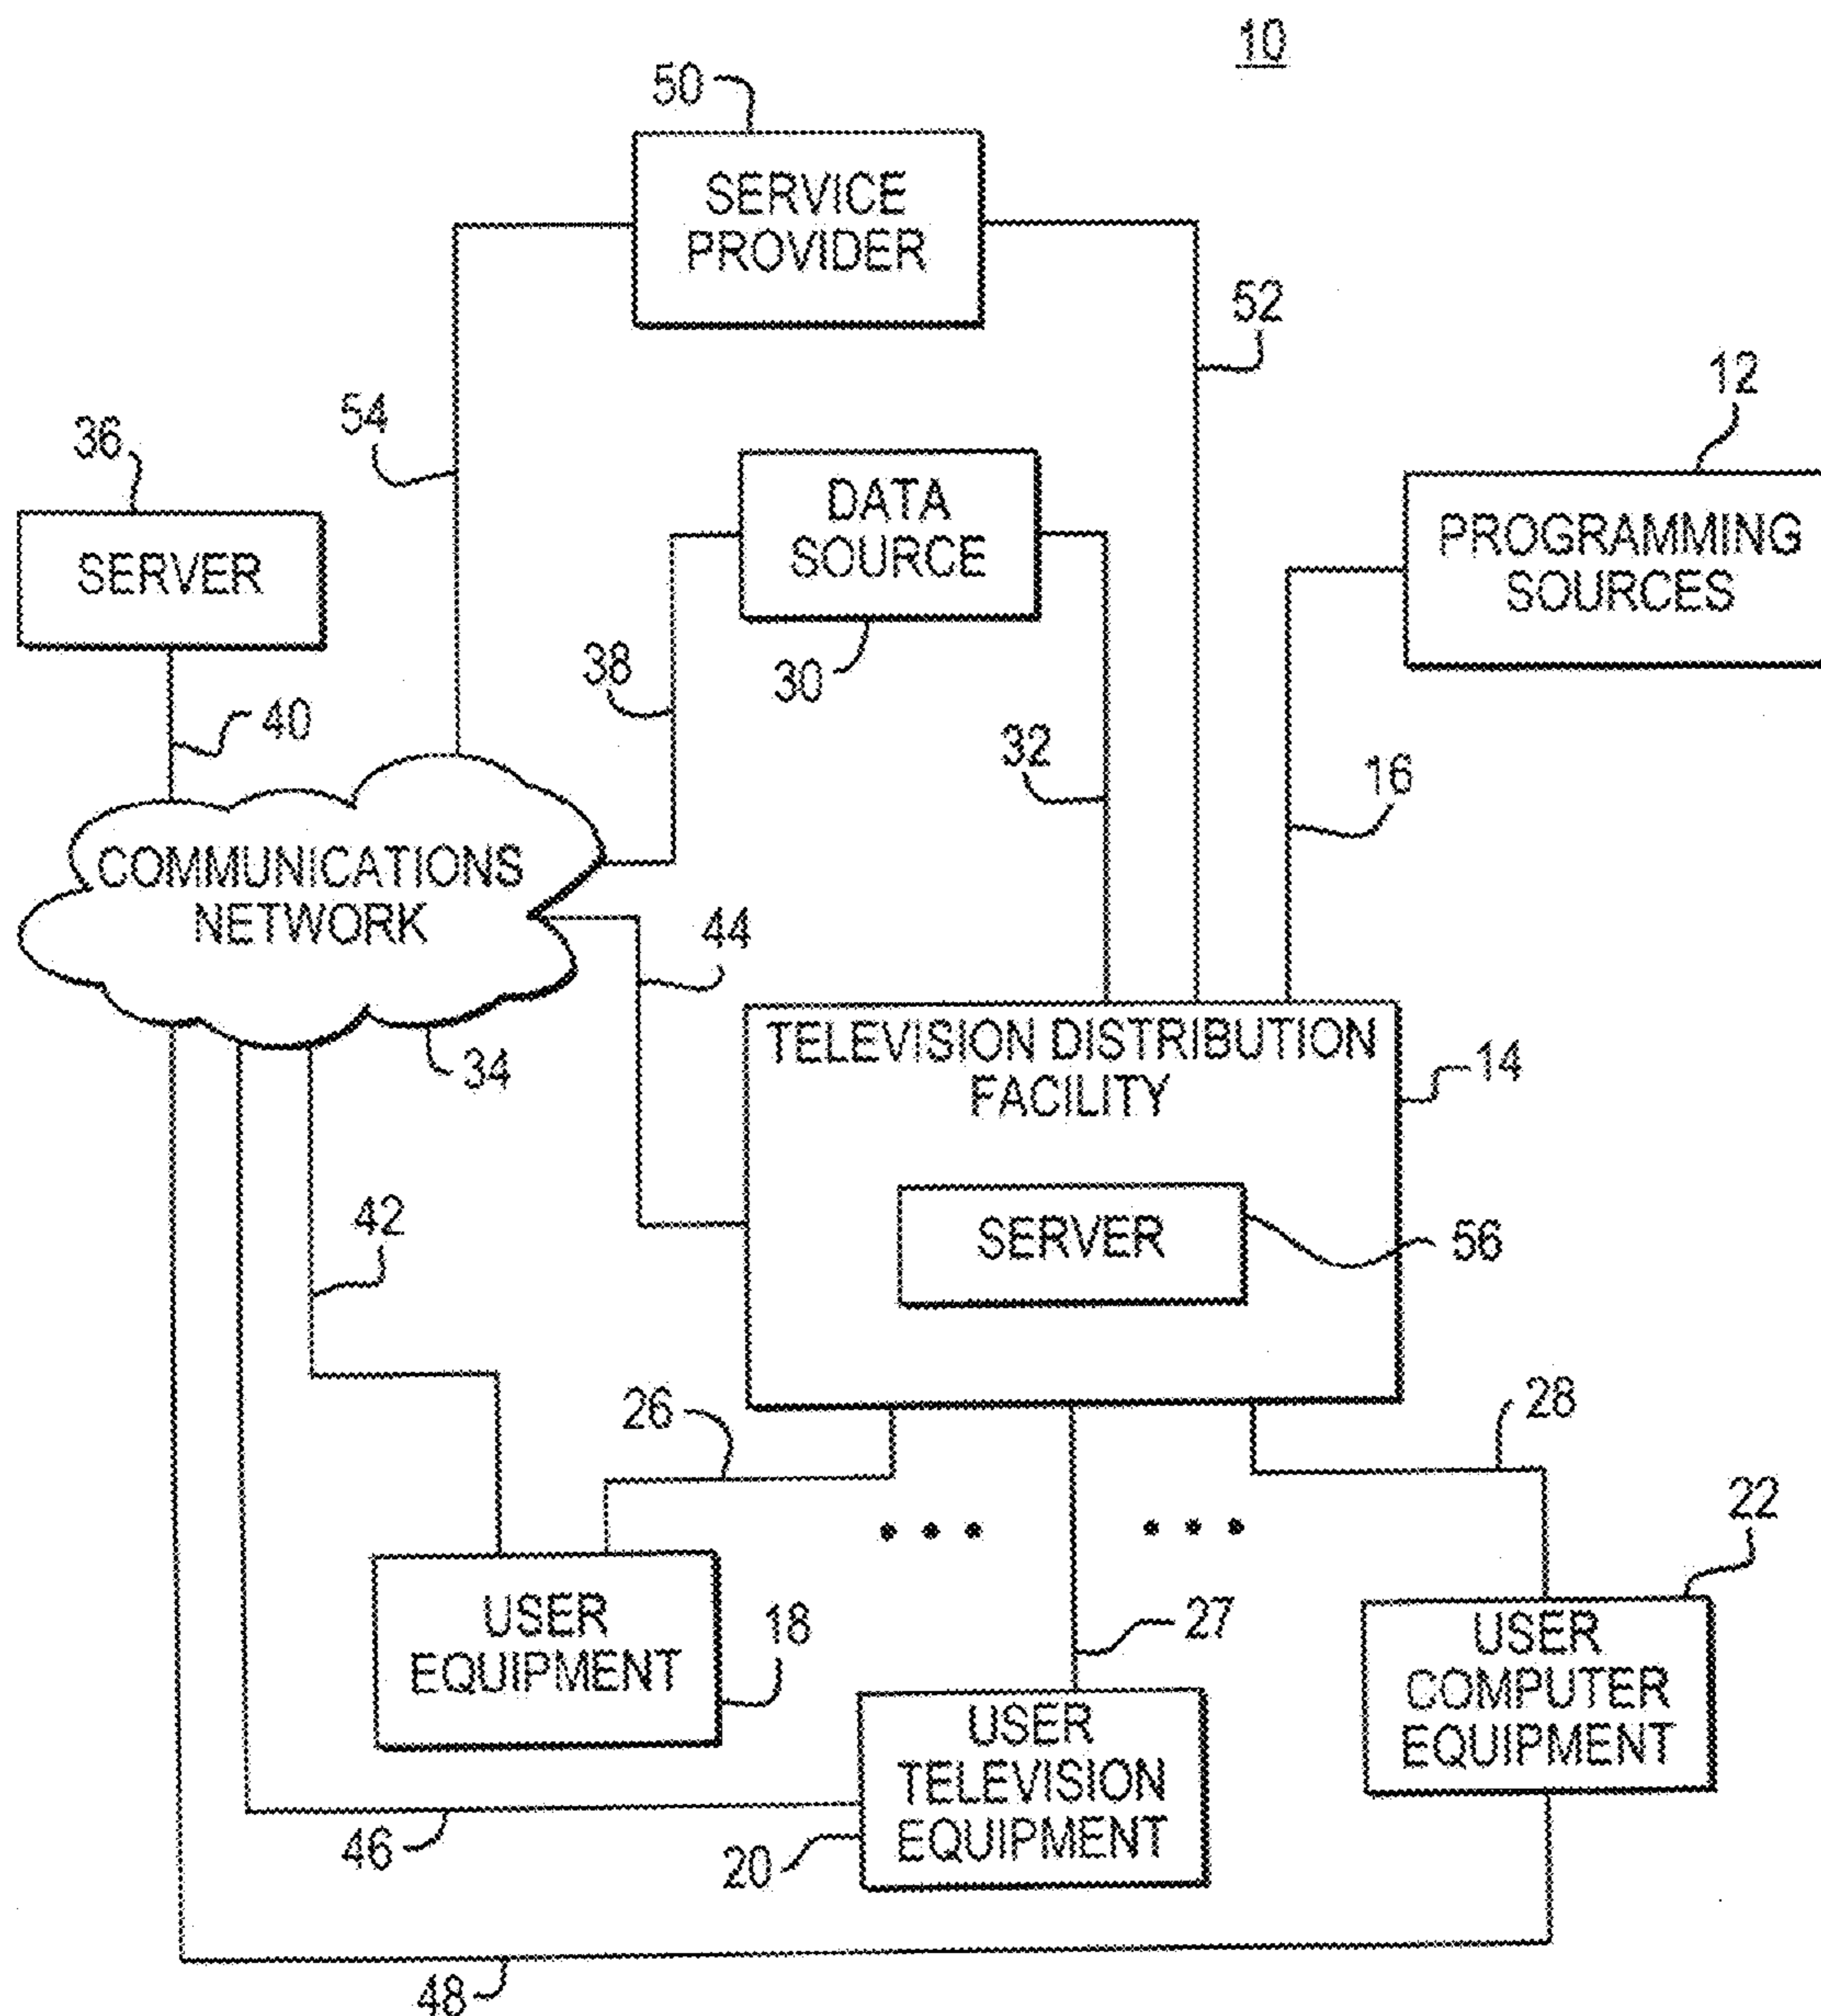 10
50
SERVICE
PROVIDER
52
12
54
36
DATA
SOURCE
PROGRAMMING
SOURCES
SERVER
38
30
40
32
16
COMMUNICATIONS
NETWORK
44
TELEVISION DISTRIBUTION
FACILITY
14
34
42
SERVER
56
26
28
22
USER
EQUIPMENT
18
27
USER
COMPUTER
EQUIPMENT
USER
TELEVISION
EQUIPMENT
46
20
48